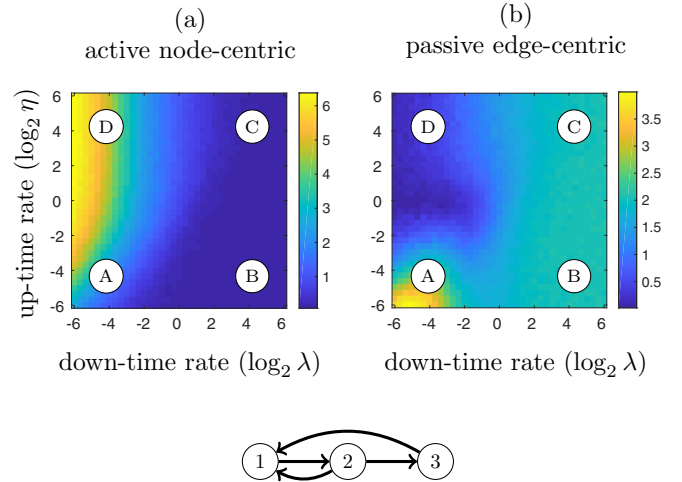 (a)
active node-centric
(b)
passive edge-centric
up-time rate (log₂ η)
6
4
2
0
-2
-4
-6
D
C
A
B
-6 -4 -2 0 2 4 6
6
5
4
3
2
1
down-time rate (log₂ λ)
6
4
2
0
-2
-4
-6
D
C
A
B
-6 -4 -2 0 2 4 6
3.5
3
2.5
2
1.5
1
0.5
down-time rate (log₂ λ)
1 2 3